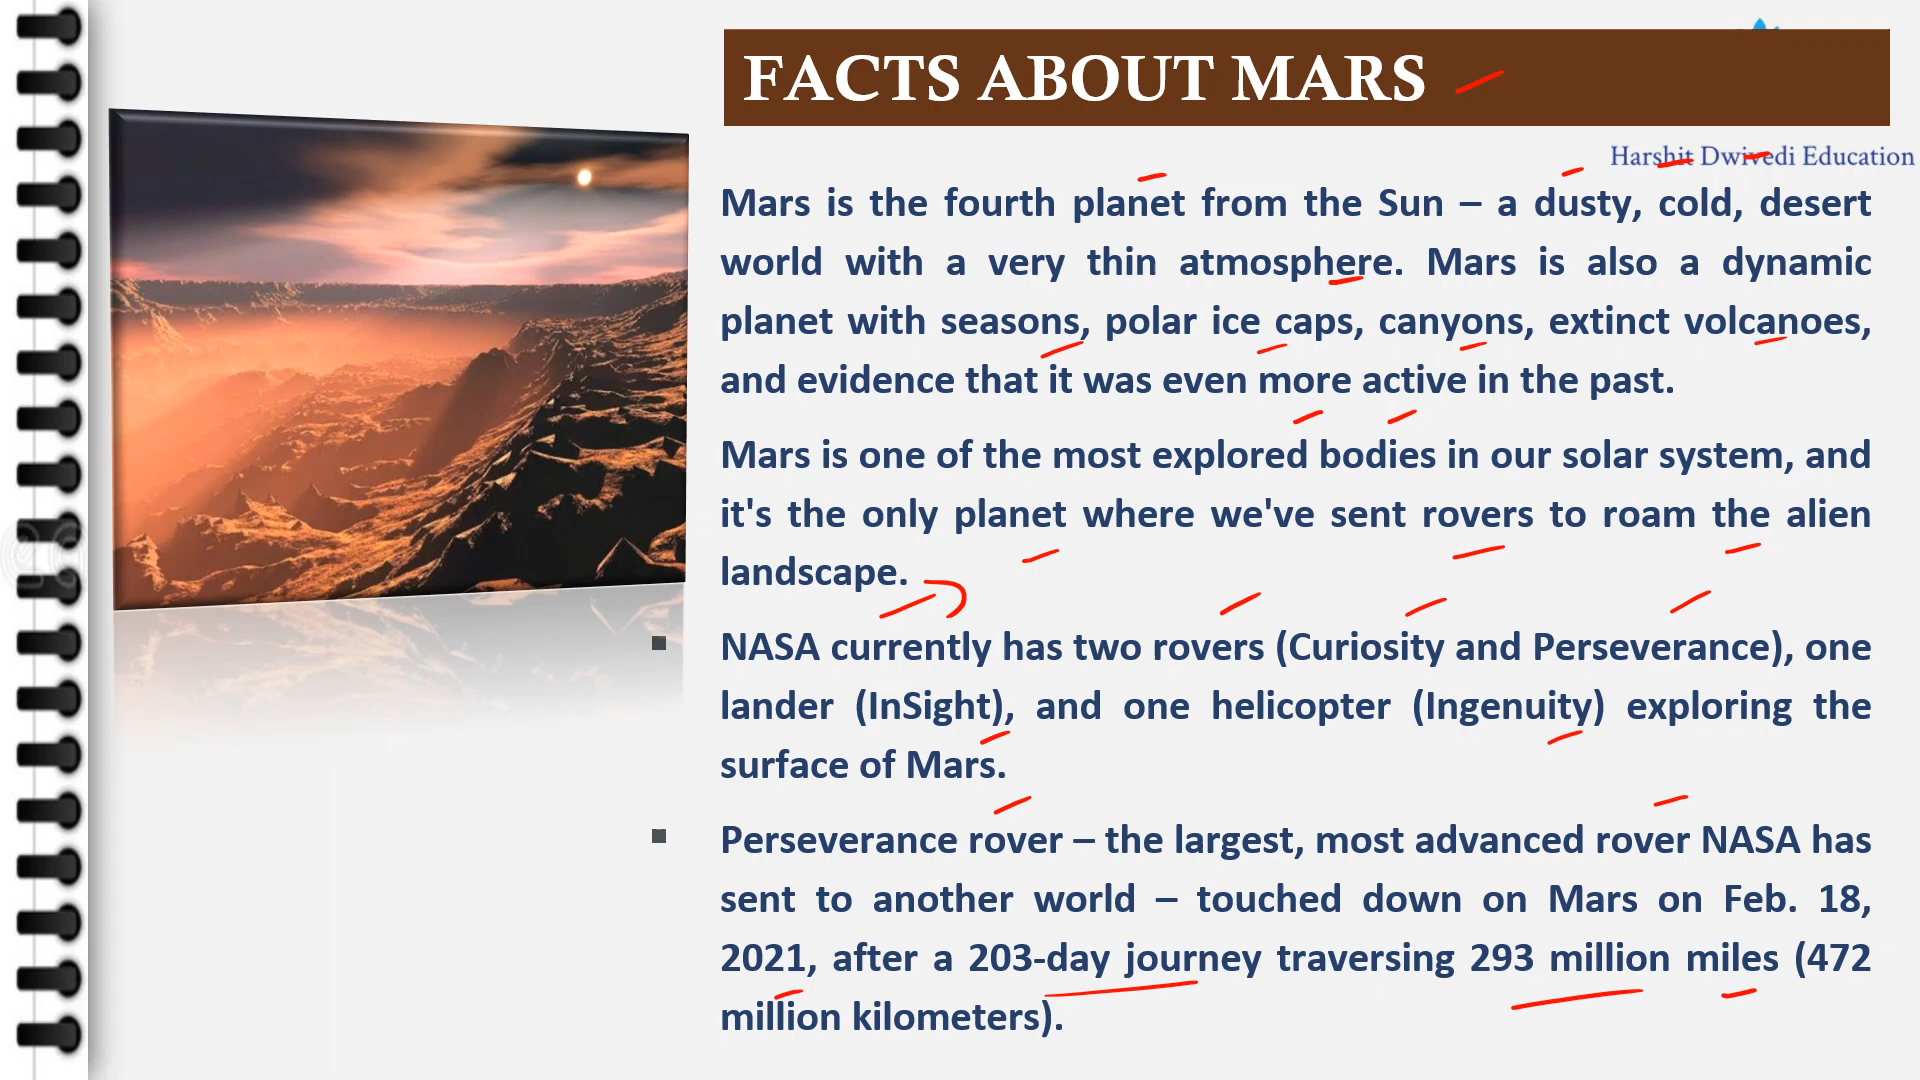 FACTS ABOUT MARS
Harshit Dwivedi Education
Mars is the fourth planet from the Sun – a dusty, cold, desert
world with a very thin atmosphere. Mars is also a dynamic
planet with seasons, polar ice caps, canyons, extinct volcanoes,
and evidence that it was even more active in the past.
Mars is one of the most explored bodies in our solar system, and
it's the only planet where we've sent rovers to roam the alien
landscape.
NASA currently has two rovers (Curiosity and Perseverance), one
lander (InSight), and one helicopter (Ingenuity) exploring the
surface of Mars.
Perseverance rover – the largest, most advanced rover NASA has
sent to another world – touched down on Mars on Feb. 18,
2021, after a 203-day journey traversing 293 million miles (472
million kilometers).